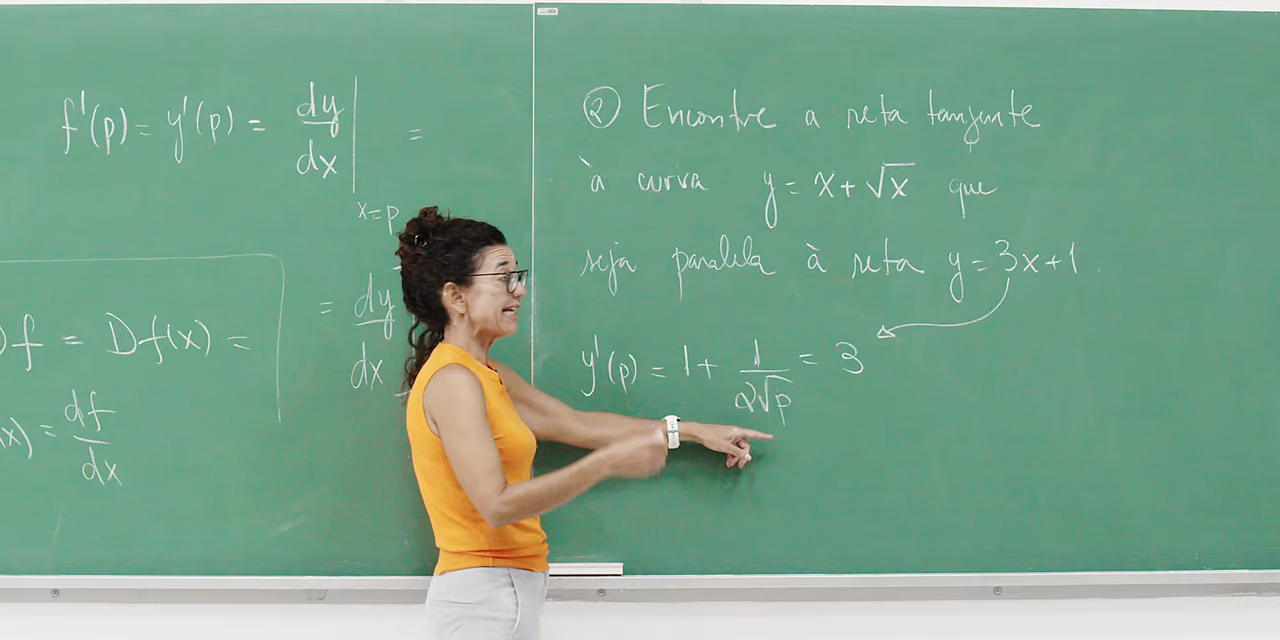 f'(p) = y'(p) = dy/dx | =
x=p
= dy/dx
f = Df(x) =
(x) = df/dx
② Encontre a reta tangente
à curva y = x + √x que
seja paralela à reta y = 3x+1.
y'(p) = 1 + 1/2√p = 3